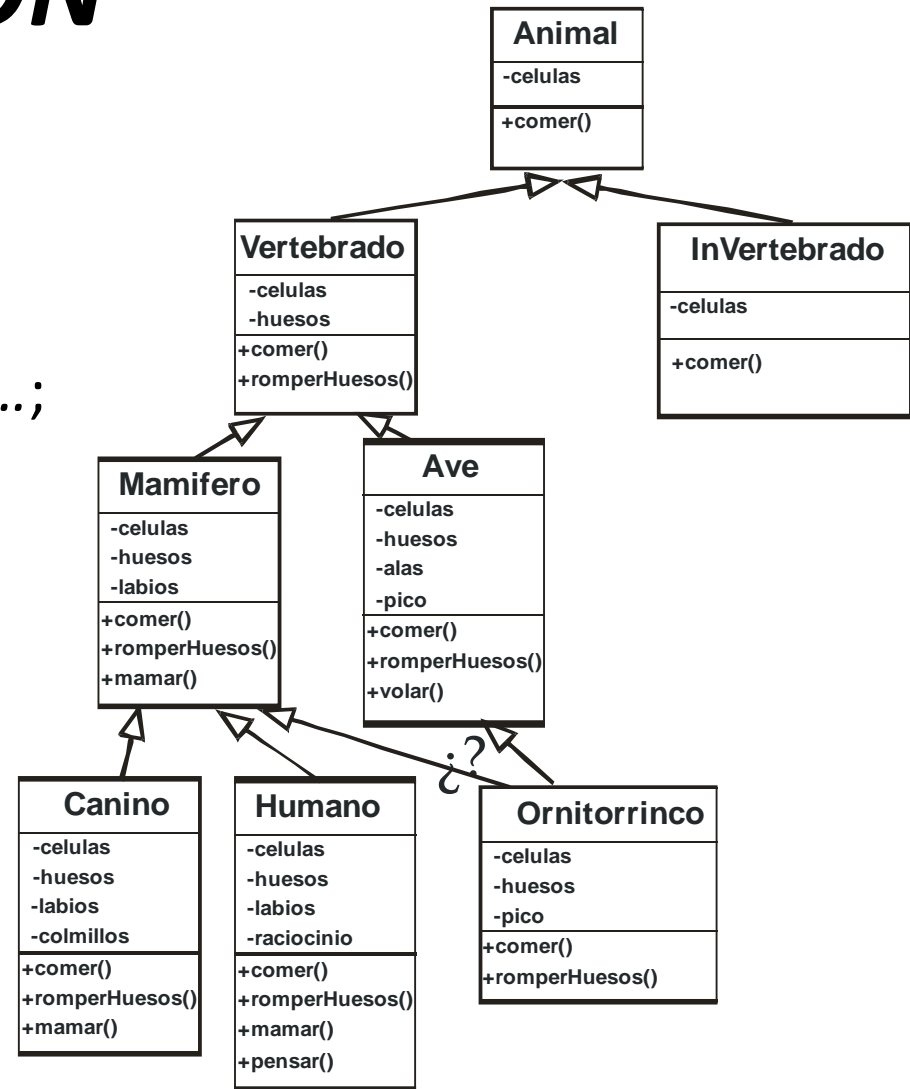 ÓN
Animal
-celulas
+comer()
Vertebrado
-celulas
-huesos
+comer()
+romperHuesos()
InVertebrado
-celulas
+comer()
...;
Mamifero
-celulas
-huesos
-labios
+comer()
+romperHuesos()
+mamar()
Ave
-celulas
-huesos
-alas
-pico
+comer()
+romperHuesos()
+volar()
¿?
Canino
-celulas
-huesos
-labios
-colmillos
+comer()
+romperHuesos()
+mamar()
Humano
-celulas
-huesos
-labios
-raciocinio
+comer()
+romperHuesos()
+mamar()
+pensar()
Ornitorrinco
-celulas
-huesos
-pico
+comer()
+romperHuesos()